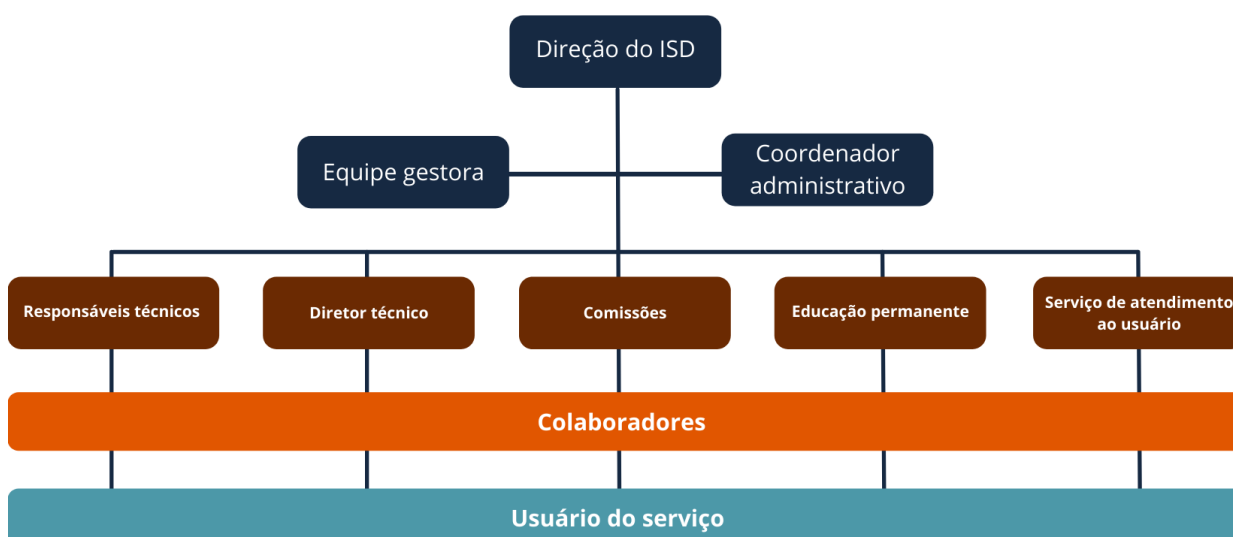 Direção do ISD
Equipe gestora
Coordenador
administrativo
Responsáveis técnicos
Diretor técnico
Comissões
Educação permanente
Serviço de atendimento
ao usuário
Colaboradores
Usuário do serviço